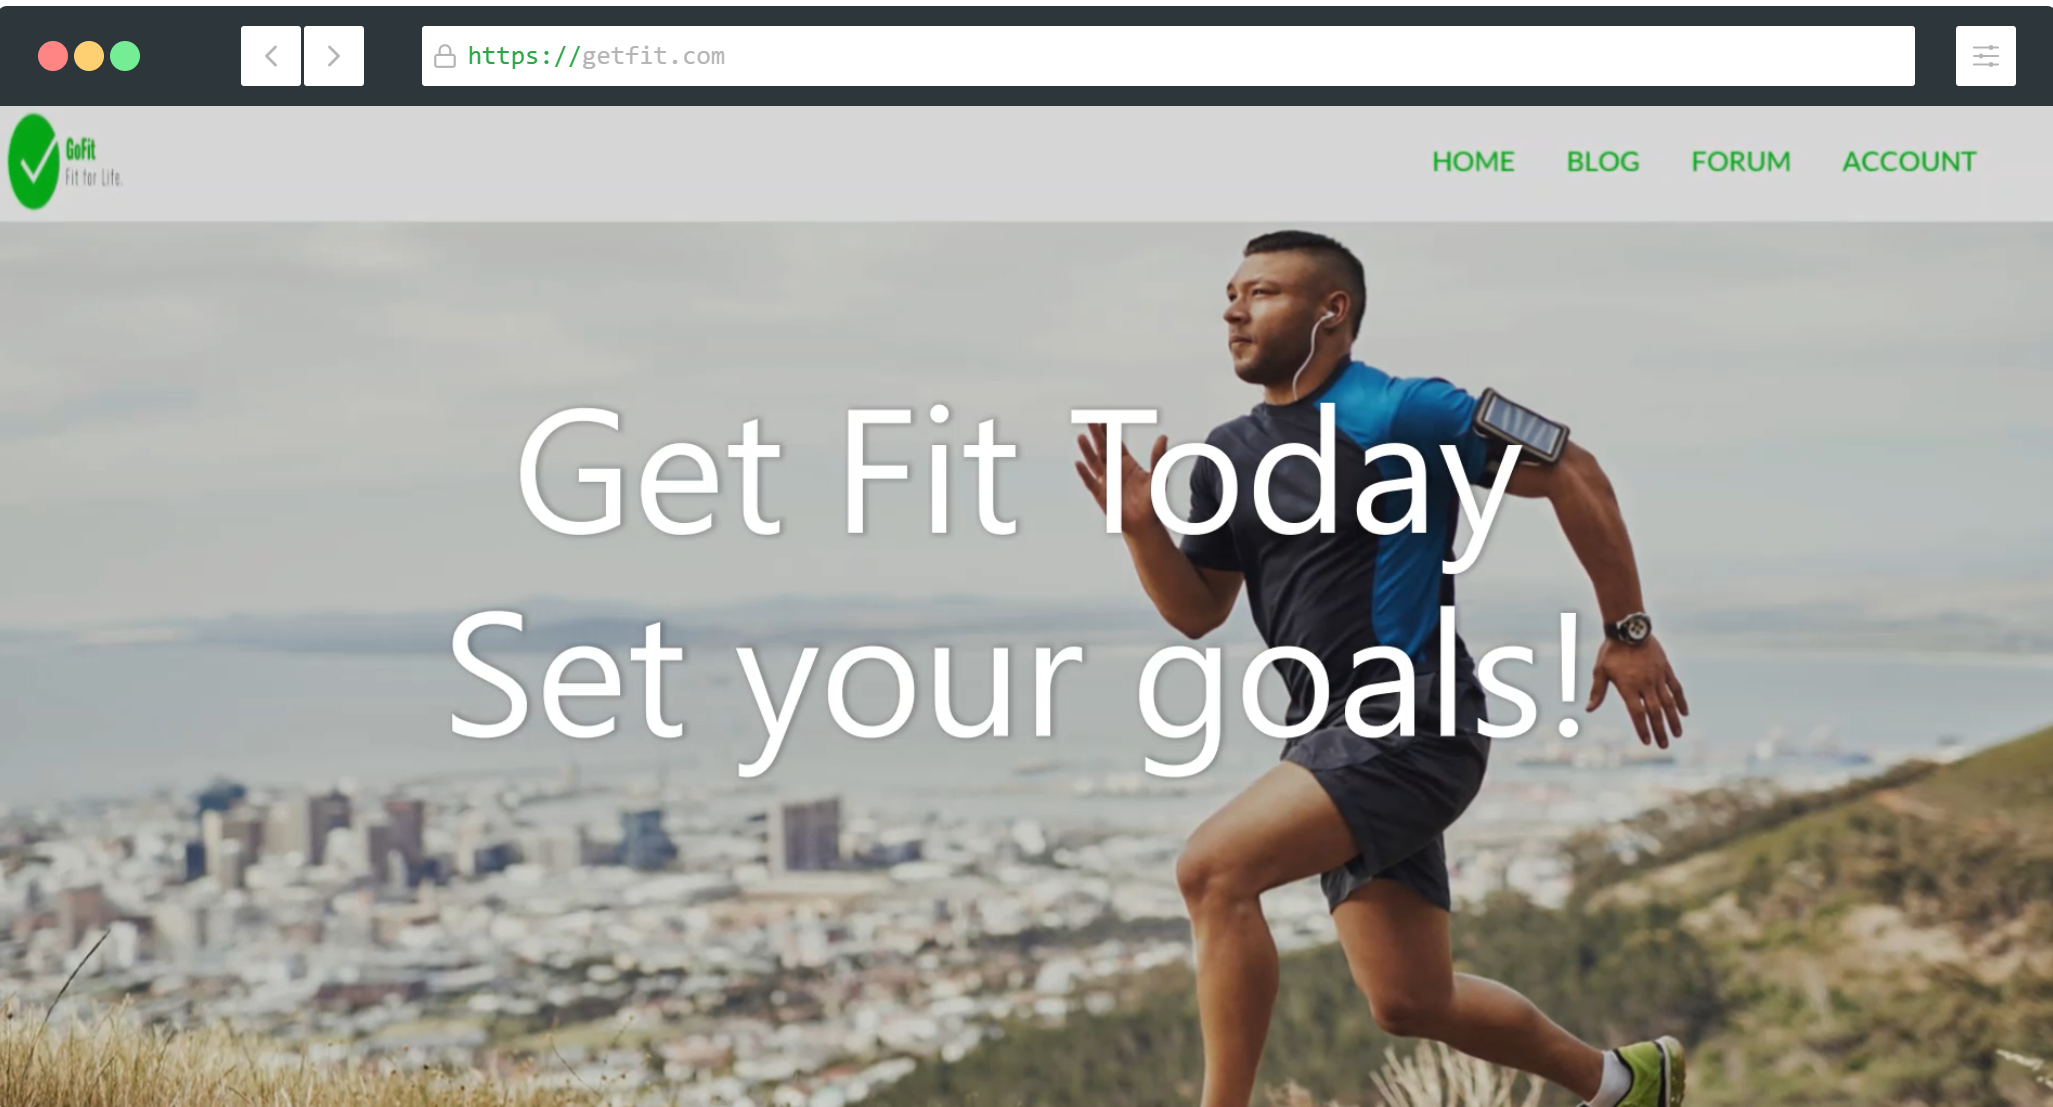 https://getfit.com
GoFit
Fit for Life.
HOME BLOG FORUM ACCOUNT
Get Fit Today
Set your goals!